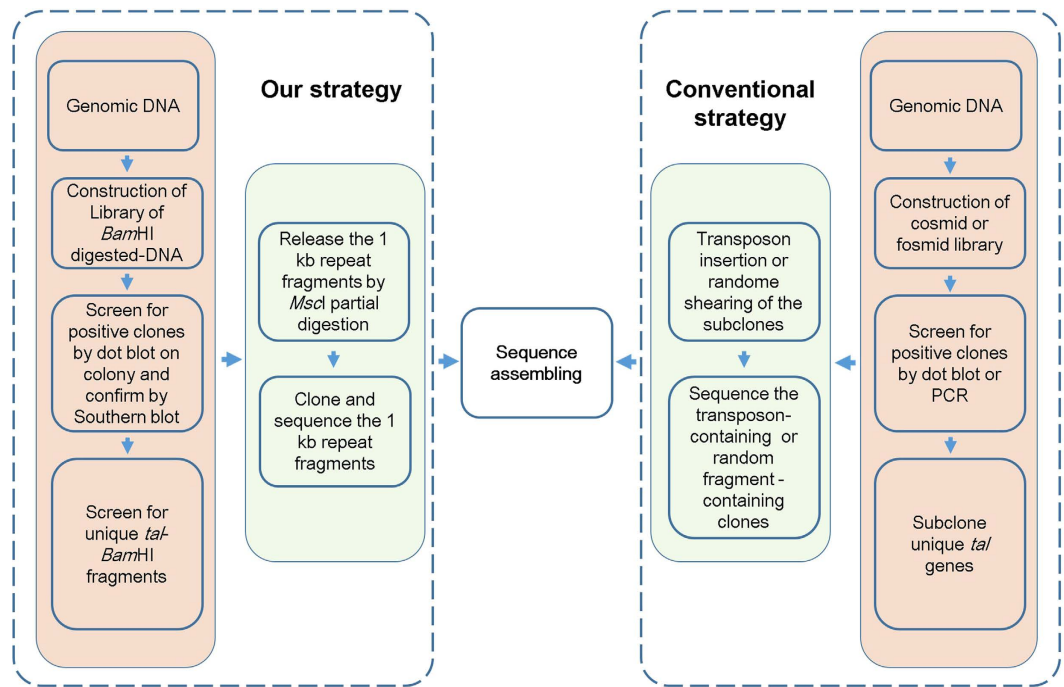 Our strategy
Genomic DNA
Construction of
Library of
BamHI
digested-DNA
Screen for
positive clones
by dot blot on
colony and
confirm by
Southern blot
Screen for
unique tal-
BamHI
fragments
Release the 1
kb repeat
fragments by
MscI partial
digestion
Clone and
sequence the 1
kb repeat
fragments
Sequence
assembling
Conventional
strategy
Transposon
insertion or
randome
shearing of the
subclones
Sequence the
transposon-
containing or
random
fragment-
containing
clones
Genomic DNA
Construction of
cosmid or
fosmid library
Screen for
positive clones
by dot blot or
PCR
Subclone
unique tal
genes